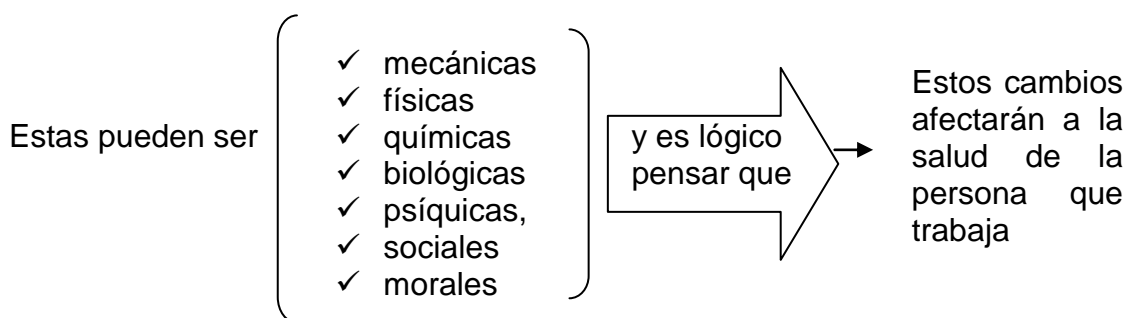 Estas pueden ser
✓ mecánicas
✓ físicas
✓ químicas
✓ biológicas
✓ psíquicas,
✓ sociales
✓ morales
y es lógico
pensar que
Estos cambios
afectarán a la
salud de la
persona que
trabaja